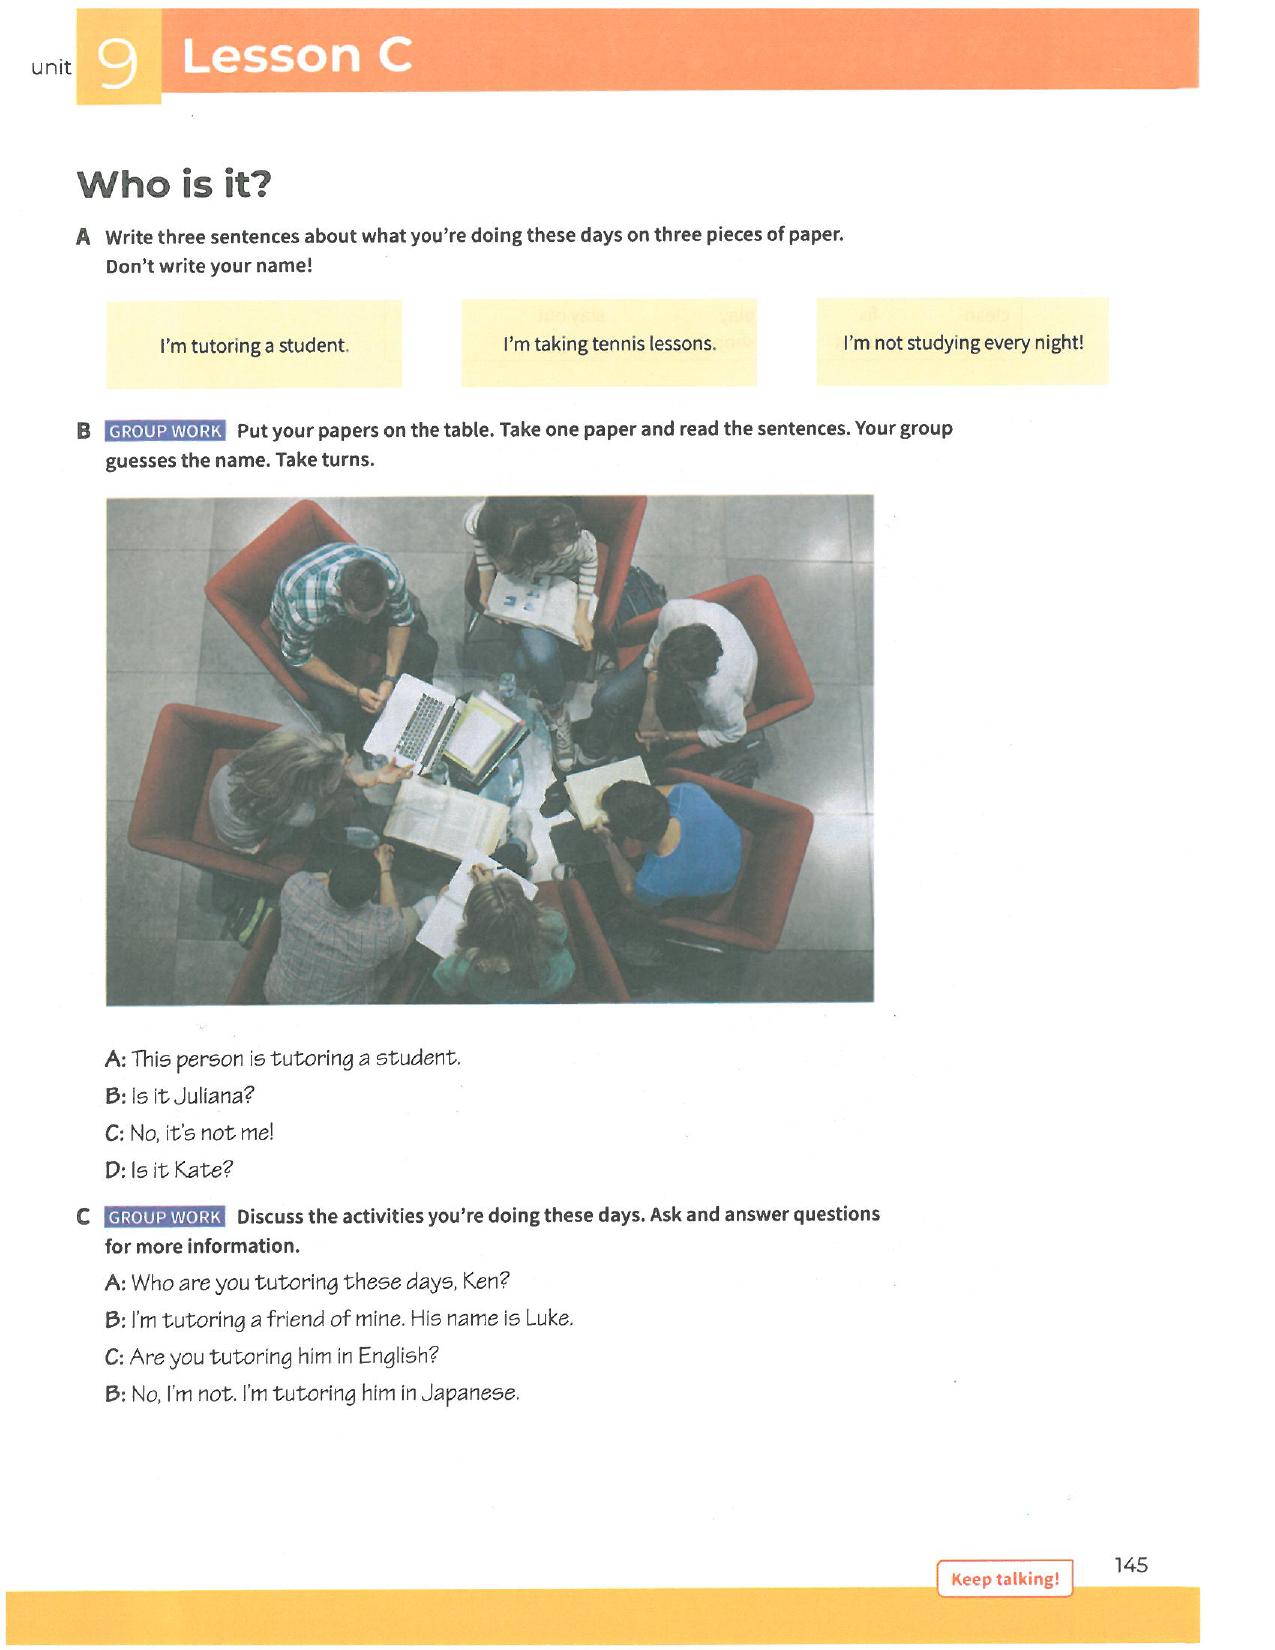 unit 9 Lesson C
Who is it?
A Write three sentences about what you're doing these days on three pieces of paper.
Don't write your name!
I'm tutoring a student.
I'm taking tennis lessons.
I'm not studying every night!
B GROUP WORK Put your papers on the table. Take one paper and read the sentences. Your group
guesses the name. Take turns.
A: This person is tutoring a student.
B: Is it Juliana?
C: No, it's not me!
D: Is it Kate?
C GROUP WORK Discuss the activities you're doing these days. Ask and answer questions
for more information.
A: Who are you tutoring these days, Ken?
B: I'm tutoring a friend of mine. His name is Luke.
C: Are you tutoring him in English?
B: No, I'm not. I'm tutoring him in Japanese.
Keep talking!
145